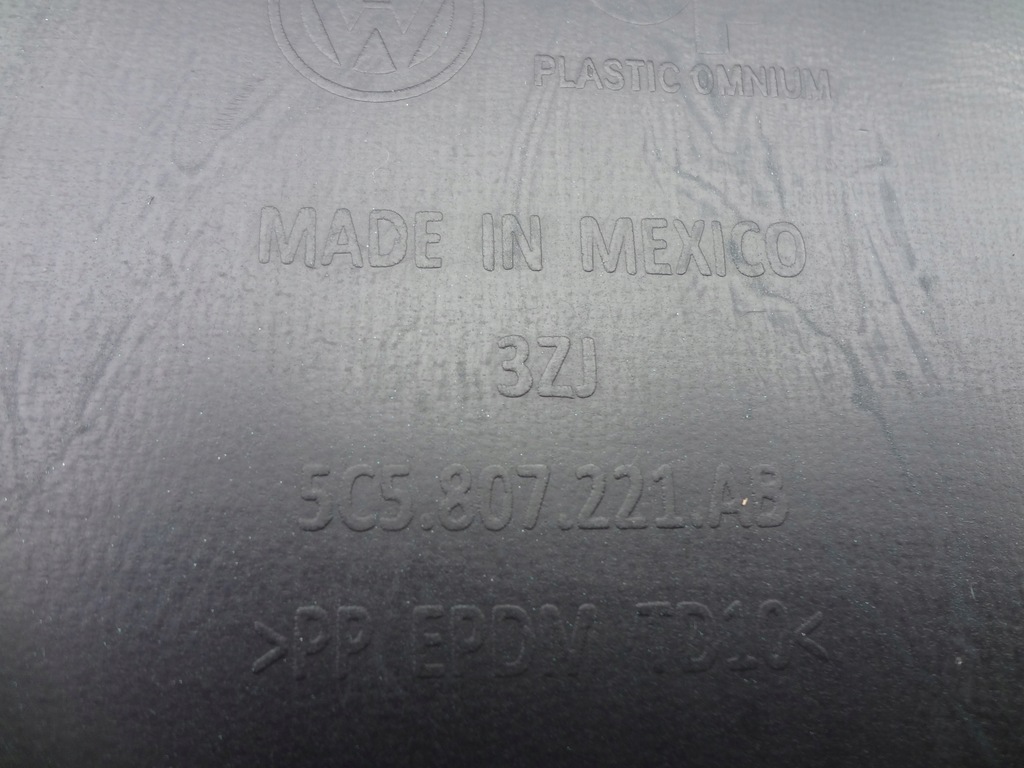 PLASTIC OMNIUM
MADE IN MEXICO
3ZJ
5C5.807.221.AB
>PP EPDM TD10<